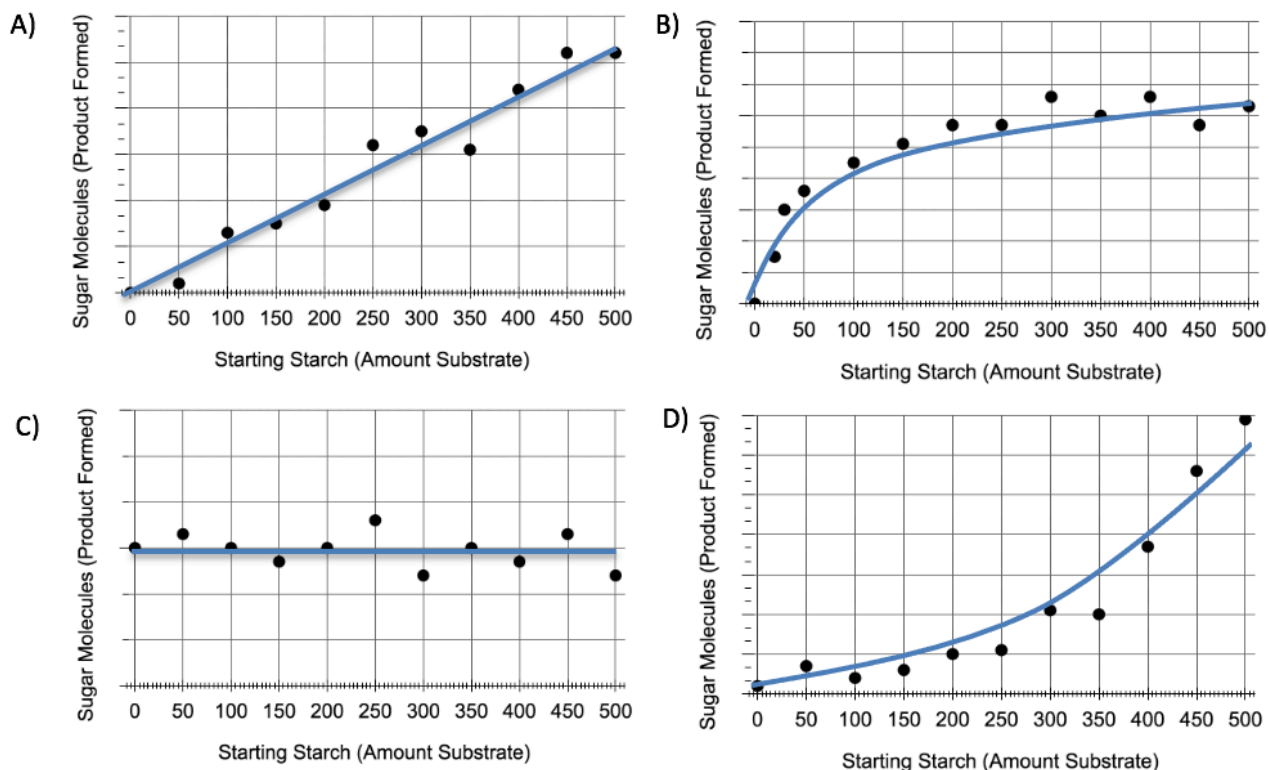 A)
Sugar Molecules (Product Formed)
0 50 100 150 200 250 300 350 400 450 500
Starting Starch (Amount Substrate)
B)
Sugar Molecules (Product Formed)
0 50 100 150 200 250 300 350 400 450 500
Starting Starch (Amount Substrate)
C)
Sugar Molecules (Product Formed)
0 50 100 150 200 250 300 350 400 450 500
Starting Starch (Amount Substrate)
D)
Sugar Molecules (Product Formed)
0 50 100 150 200 250 300 350 400 450 500
Starting Starch (Amount Substrate)